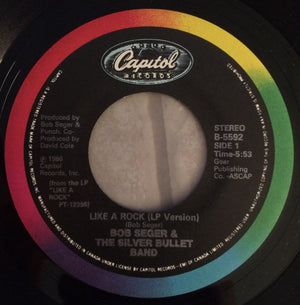 Capitol
RECORDS
Produced by
Bob Seger &
Punch. Co-
Produced by
David Cole
℗ 1986
Capitol
Records, Inc.
(from the LP
"LIKE A
ROCK"
PT-12398)
STEREO
B-5592
SIDE 1
Time-5:53
Gear
Publishing
Co. -ASCAP
LIKE A ROCK (LP Version)
(Bob Seger)
BOB SEGER &
THE SILVER BULLET
BAND